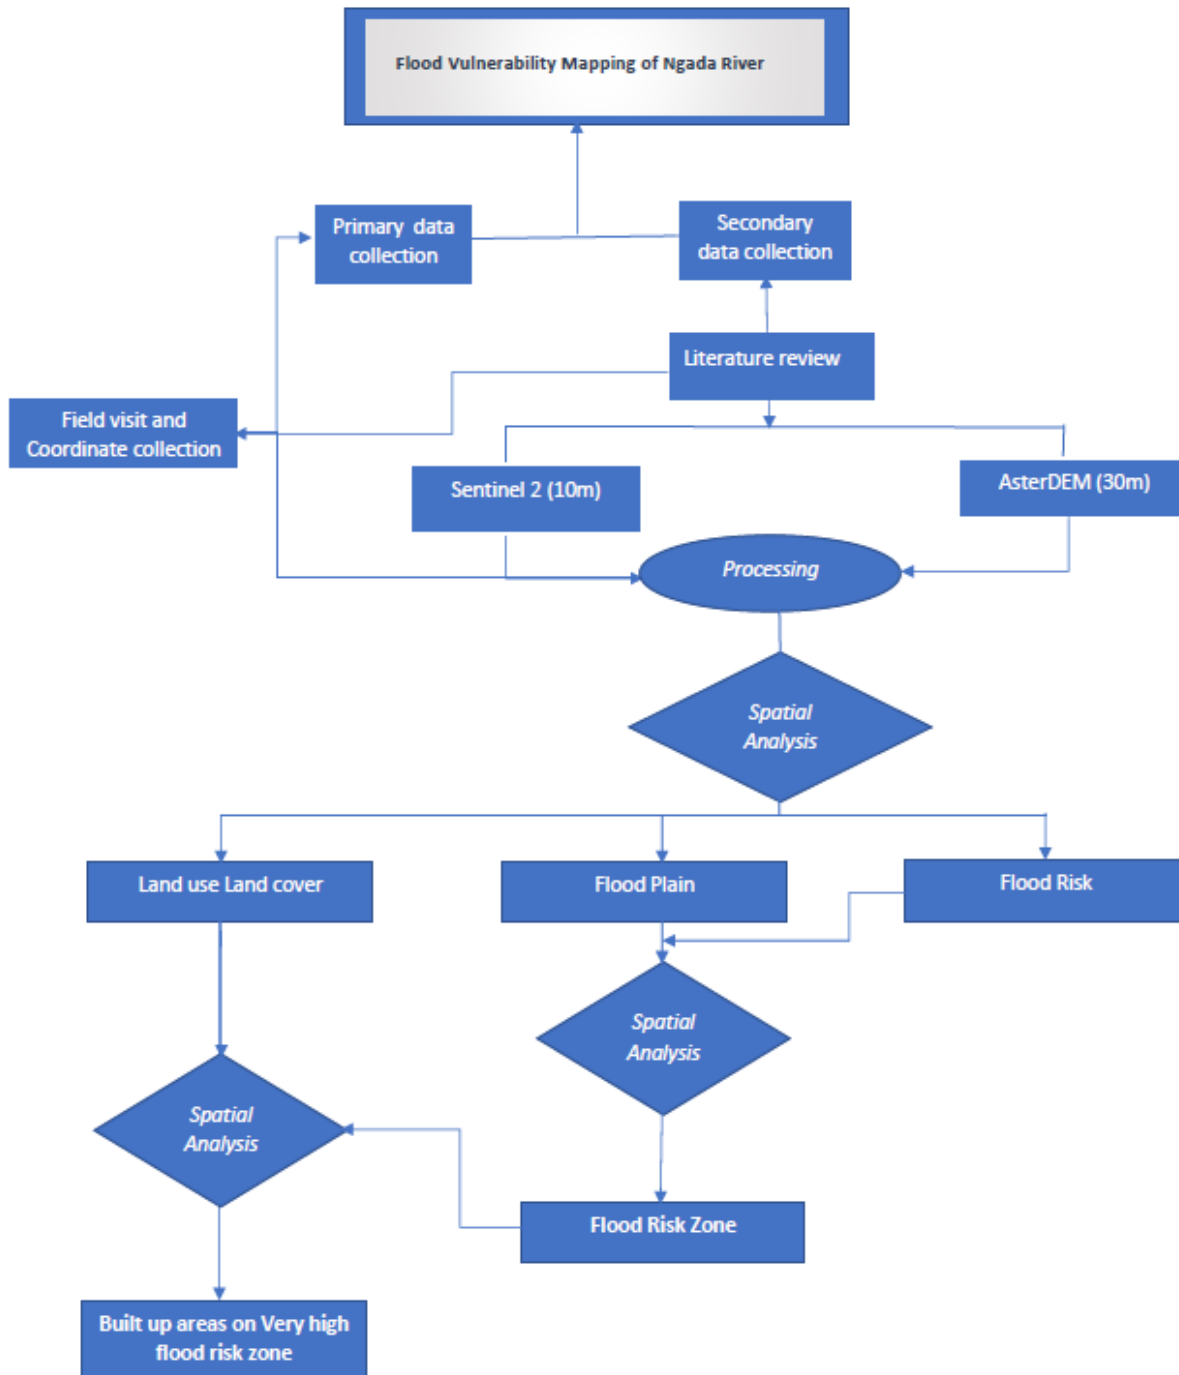 Flood Vulnerability Mapping of Ngada River
Primary data
collection
Secondary
data collection
Literature review
Field visit and
Coordinate collection
Sentinel 2 (10m)
AsterDEM (30m)
Processing
Spatial
Analysis
Land use Land cover
Flood Plain
Flood Risk
Spatial
Analysis
Spatial
Analysis
Flood Risk Zone
Built up areas on Very high
flood risk zone